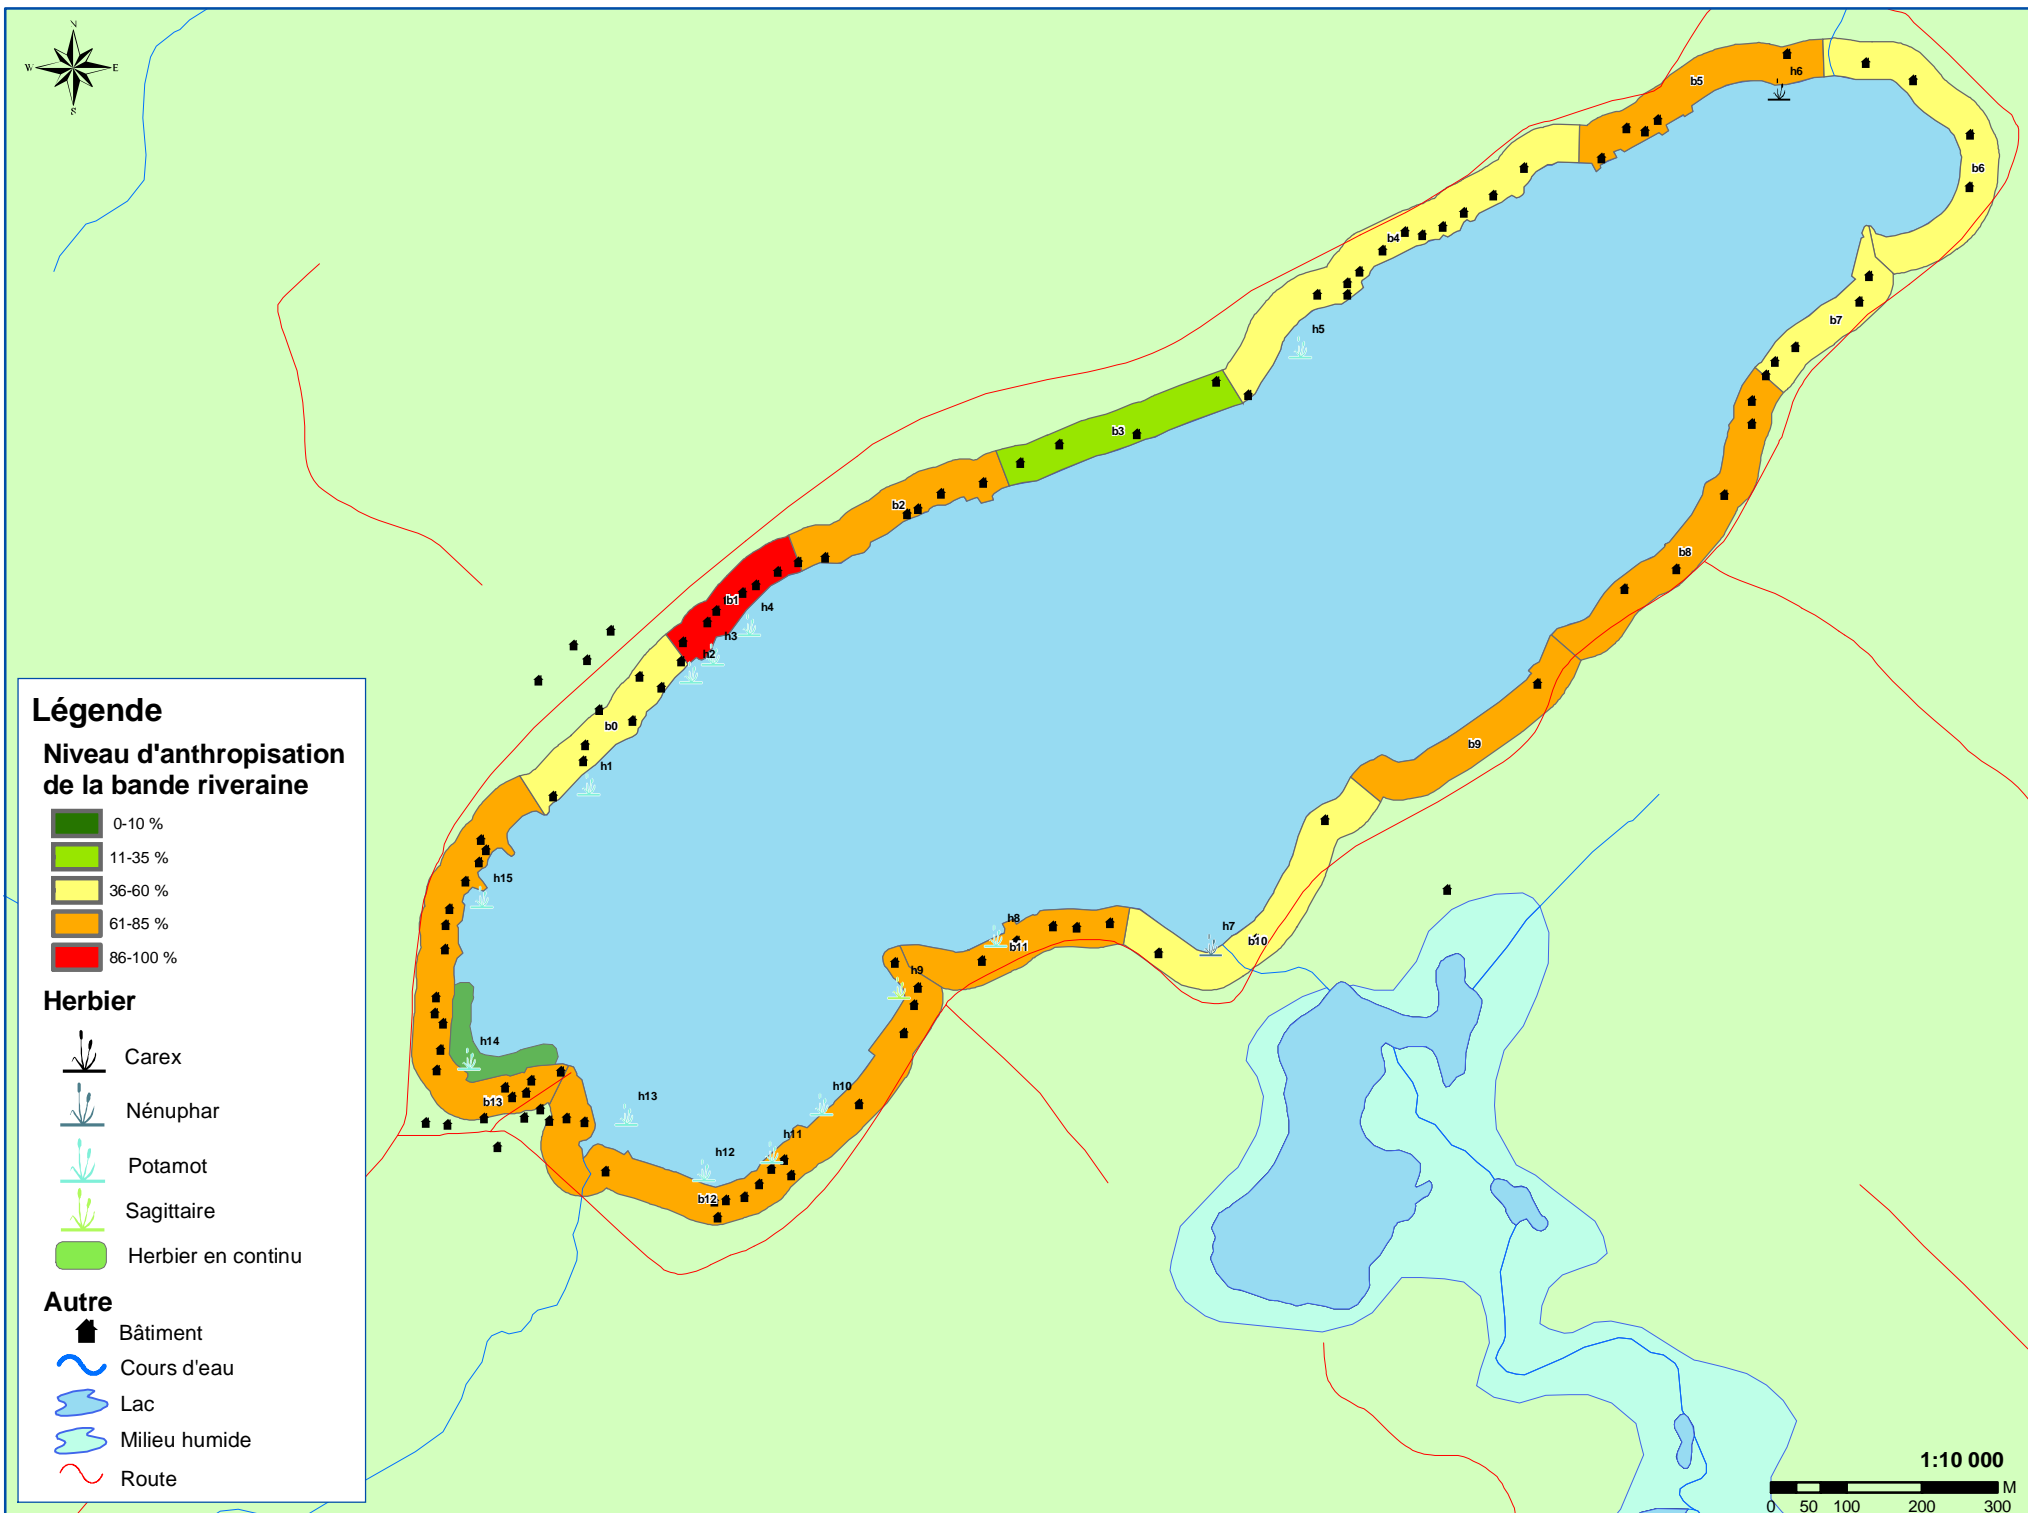 N
W
E
S
h6
b5
b6
b4
b7
h5
b3
b2
b8
b1
h4
h3
h2
b0
b9
h1
h15
h8
h7
b11
b10
h9
h14
h10
h13
b13
h11
h12
b12
Légende
Niveau d'anthropisation
de la bande riveraine
0-10 %
11-35 %
36-60 %
61-85 %
86-100 %
Herbier
Carex
Nénuphar
Potamot
Sagittaire
Herbier en continu
Autre
Bâtiment
Cours d'eau
Lac
Milieu humide
Route
1:10 000
M
0 50 100 200 300